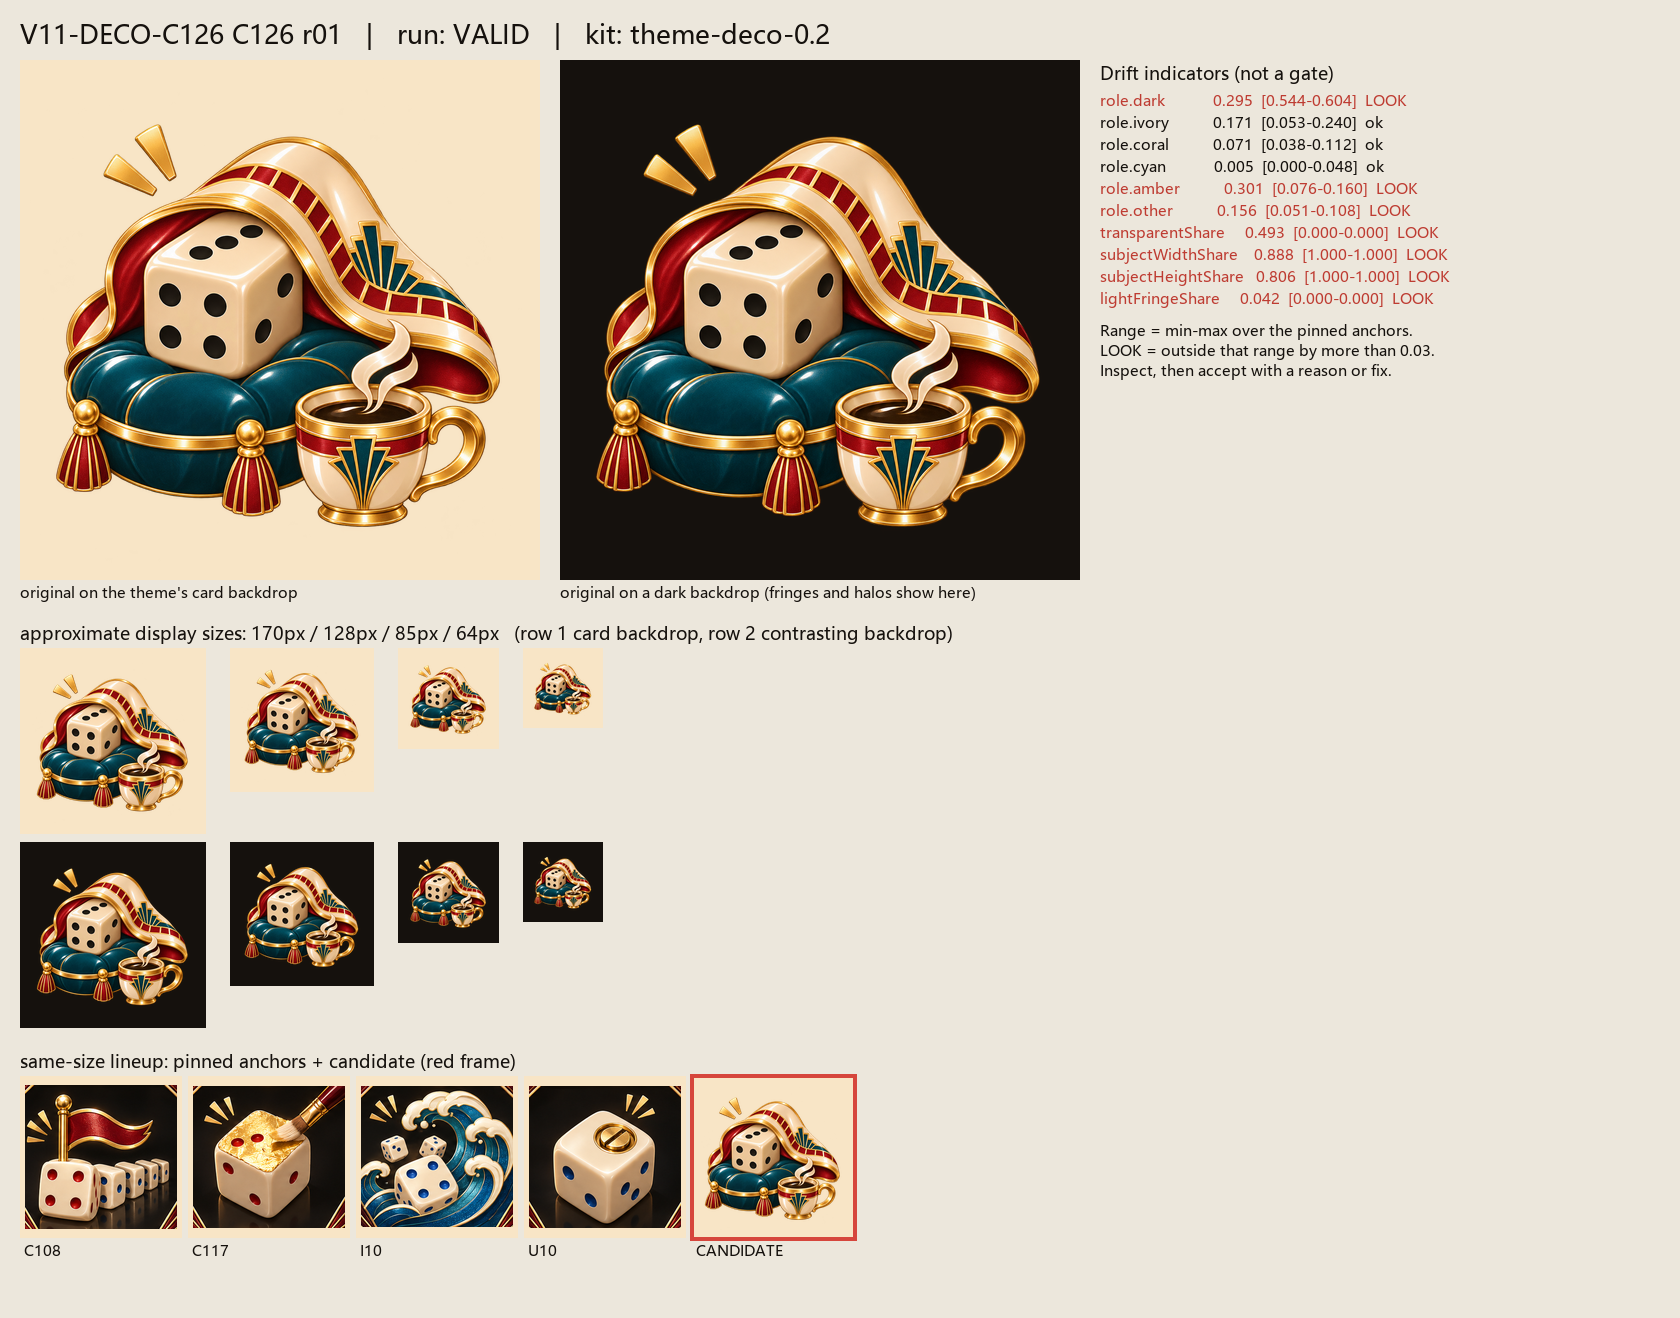 V11-DECO-C126 C126 r01 | run: VALID | kit: theme-deco-0.2
Drift indicators (not a gate)
role.dark 0.295 [0.544-0.604] LOOK
role.ivory 0.171 [0.053-0.240] ok
role.coral 0.071 [0.038-0.112] ok
role.cyan 0.005 [0.000-0.048] ok
role.amber 0.301 [0.076-0.160] LOOK
role.other 0.156 [0.051-0.108] LOOK
transparentShare 0.493 [0.000-0.000] LOOK
subjectWidthShare 0.888 [1.000-1.000] LOOK
subjectHeightShare 0.806 [1.000-1.000] LOOK
lightFringeShare 0.042 [0.000-0.000] LOOK
Range = min-max over the pinned anchors.
LOOK = outside that range by more than 0.03.
Inspect, then accept with a reason or fix.
original on the theme's card backdrop
original on a dark backdrop (fringes and halos show here)
approximate display sizes: 170px / 128px / 85px / 64px (row 1 card backdrop, row 2 contrasting backdrop)
same-size lineup: pinned anchors + candidate (red frame)
C108
C117
I10
U10
CANDIDATE